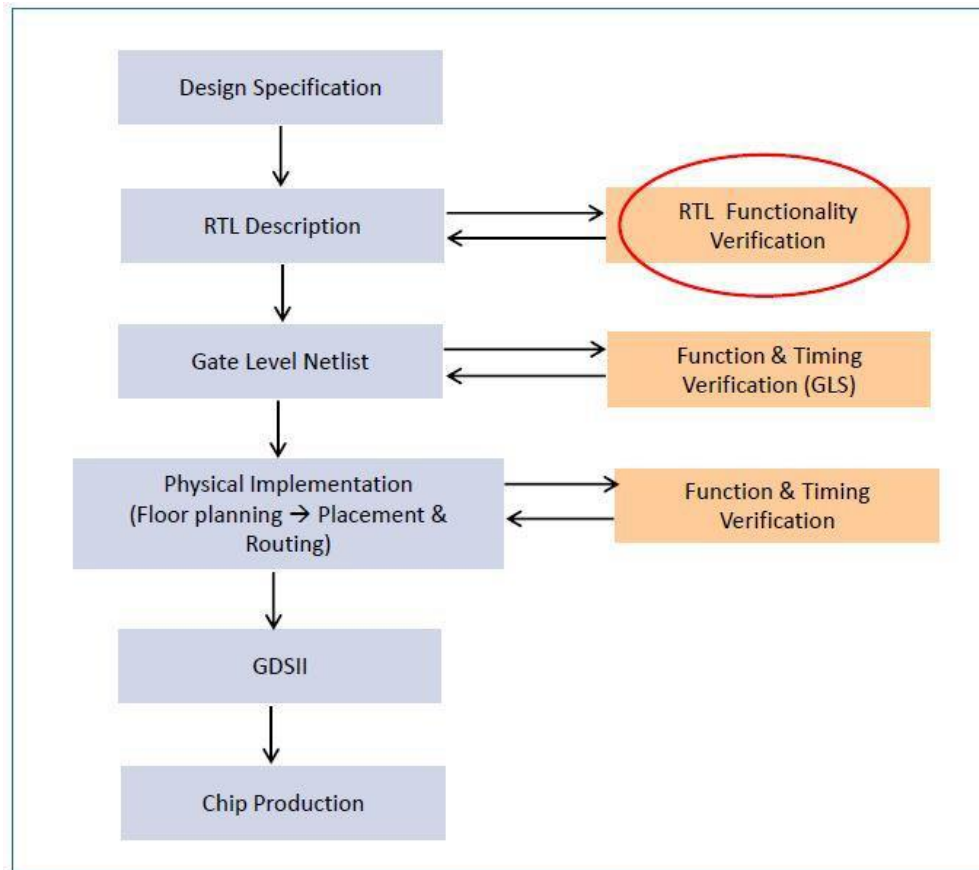 Design Specification
RTL Description
RTL Functionality
Verification
Gate Level Netlist
Function & Timing
Verification (GLS)
Physical Implementation
(Floor planning → Placement &
Routing)
Function & Timing
Verification
GDSII
Chip Production